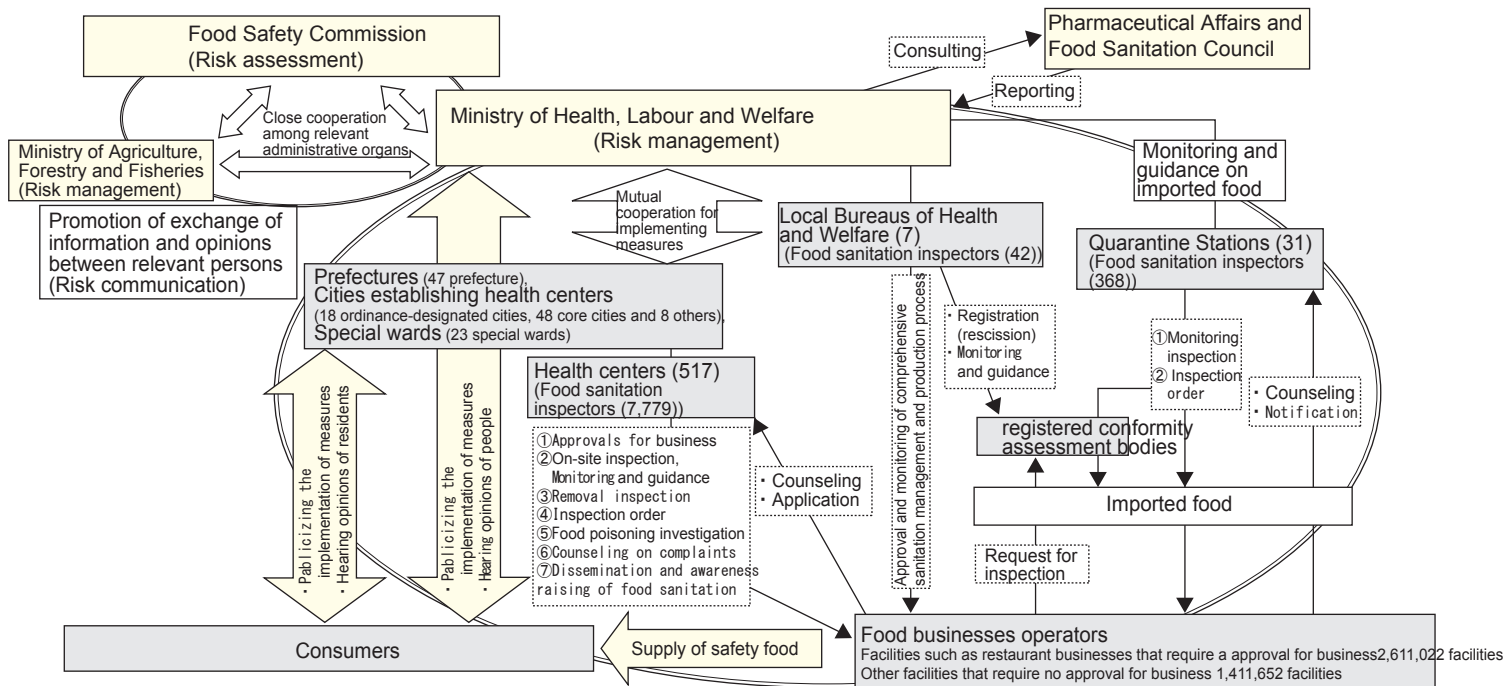 Food Safety Commission
(Risk assessment)
Pharmaceutical Affairs and
Food Sanitation Council
Consulting
Reporting
Close cooperation
among relevant
administrative organs
Ministry of Health, Labour and Welfare
(Risk management)
Ministry of Agriculture,
Forestry and Fisheries
(Risk management)
Monitoring and
guidance on
imported food
Promotion of exchange of
information and opinions
between relevant persons
(Risk communication)
Mutual
cooperation for
implementing
measures
Local Bureaus of Health
and Welfare (7)
(Food sanitation inspectors (42))
Quarantine Stations (31)
(Food sanitation inspectors
(368))
Prefectures (47 prefecture),
Cities establishing health centers
(18 ordinance-designated cities, 48 core cities and 8 others),
Special wards (23 special wards)
Health centers (517)
(Food sanitation
inspectors (7,779))
・Registration
(rescission)
・Monitoring
and guidance
①Monitoring
inspection
② Inspection
order
・Counseling
・Notification
registered conformity
assessment bodies
・Pablicizing the
implementation of measures
・Hearing opinions of residents
・Pablicizing the
implementation of measures
・Hearing opinions of people
①Approvals for business
②On-site inspection,
Monitoring and guidance
③Removal inspection
④Inspection order
⑤Food poisoning investigation
⑥Counseling on complaints
⑦Dissemination and awareness
raising of food sanitation
・Counseling
・Application
Approval and monitoring of comprehensive
sanitation management and production process
Imported food
Request for
inspection
Consumers
Supply of safety food
Food businesses operators
Facilities such as restaurant businesses that require a approval for business2,611,022 facilities
Other facilities that require no approval for business 1,411,652 facilities